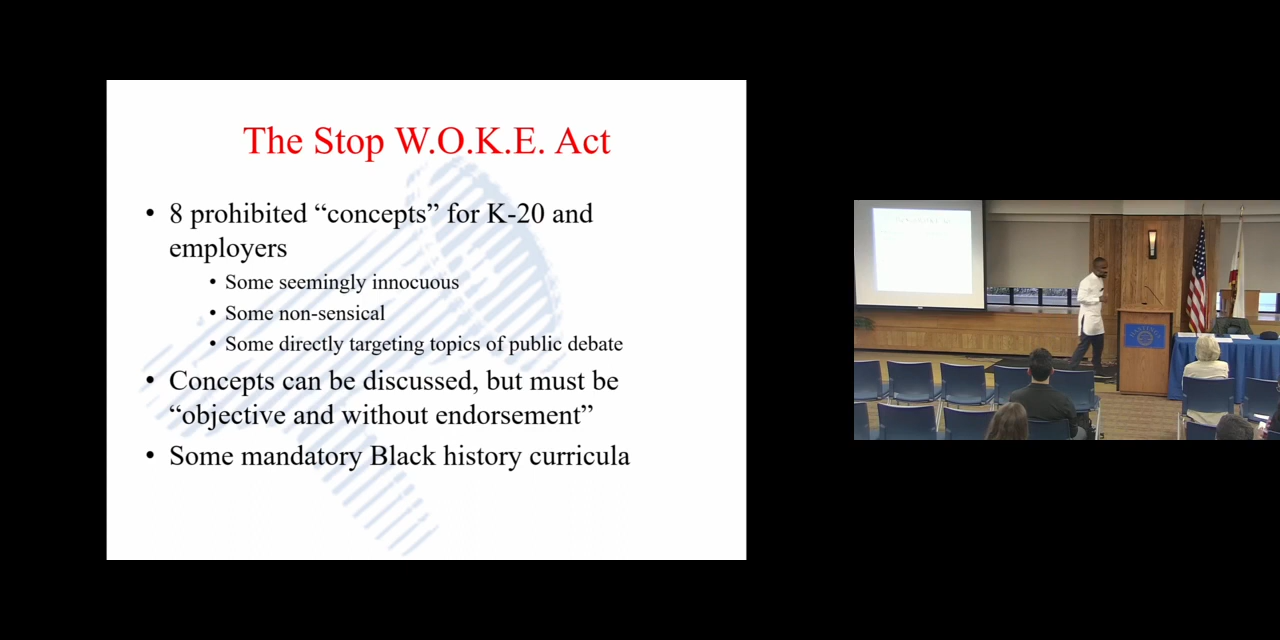 The Stop W.O.K.E. Act
• 8 prohibited “concepts” for K-20 and
employers
• Some seemingly innocuous
• Some non-sensical
• Some directly targeting topics of public debate
• Concepts can be discussed, but must be
“objective and without endorsement”
• Some mandatory Black history curricula